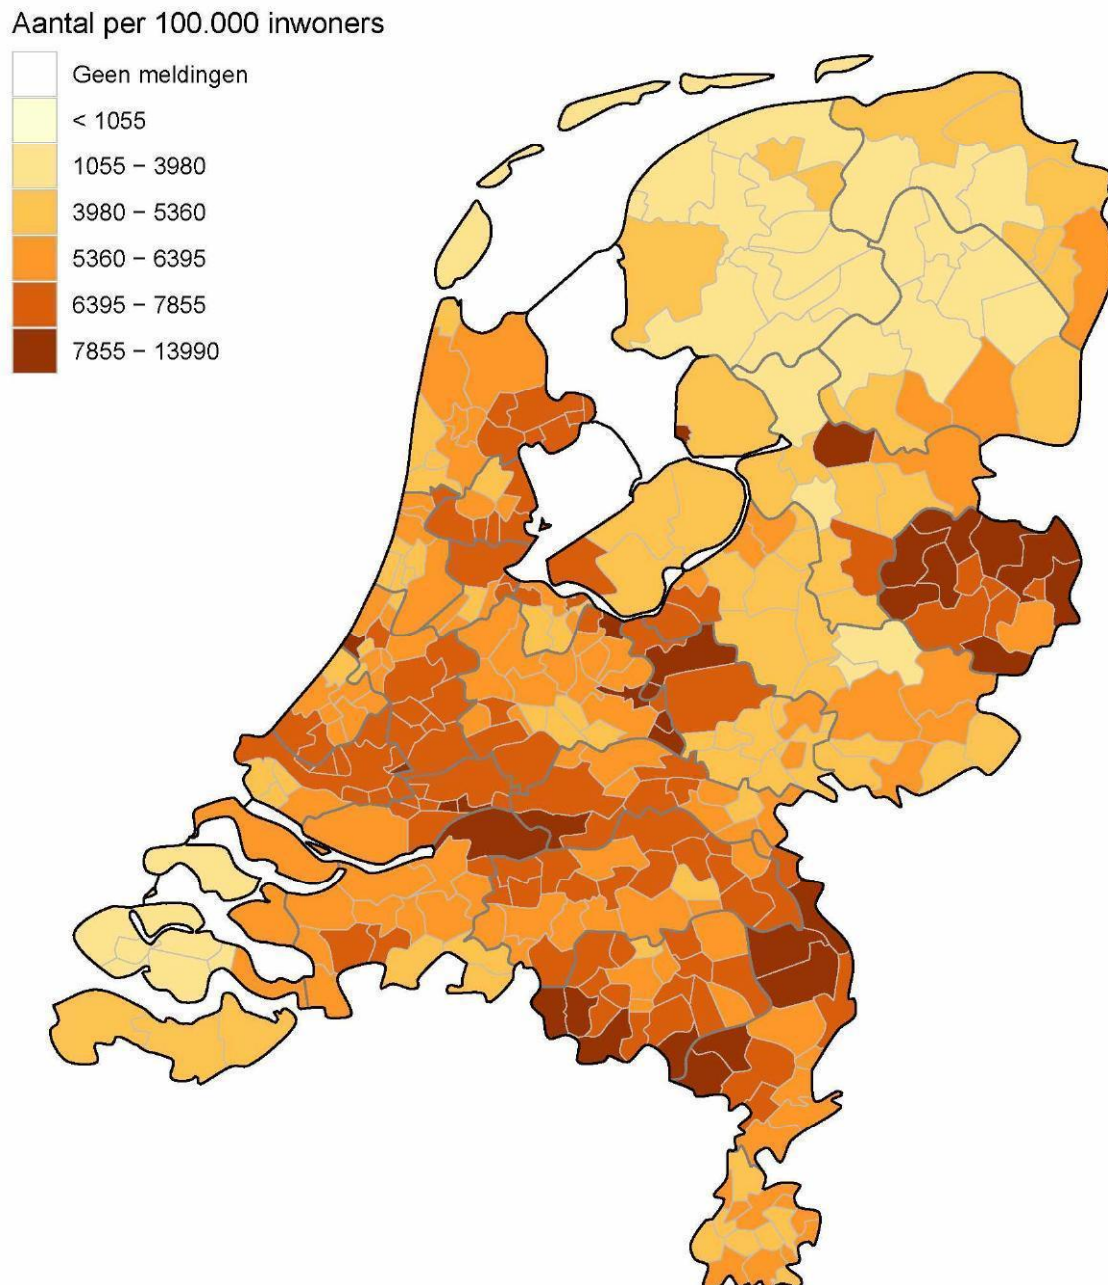 Aantal per 100.000 inwoners
Geen meldingen
< 1055
1055 − 3980
3980 − 5360
5360 − 6395
6395 − 7855
7855 − 13990